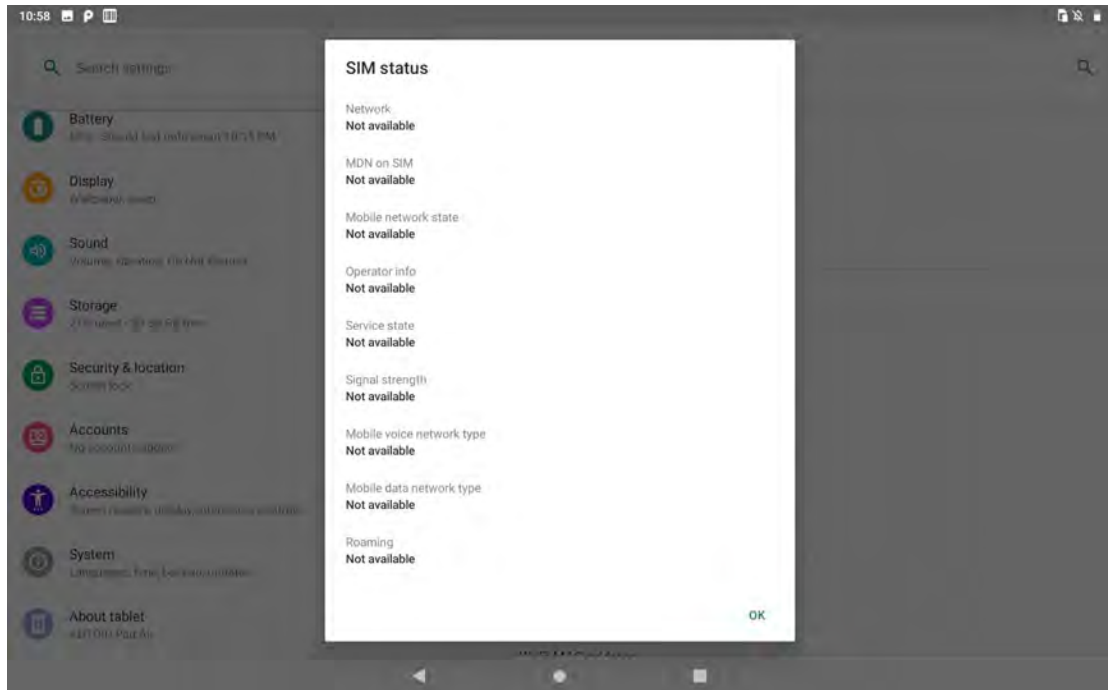 10:58
Search settings
SIM status
Network
Not available
MDN on SIM
Not available
Mobile network state
Not available
Operator info
Not available
Service state
Not available
Signal strength
Not available
Mobile voice network type
Not available
Mobile data network type
Not available
Roaming
Not available
OK
Battery
Display
Sound
Storage
Security & location
Screen lock
Accounts
No accounts added
Accessibility
System
About tablet